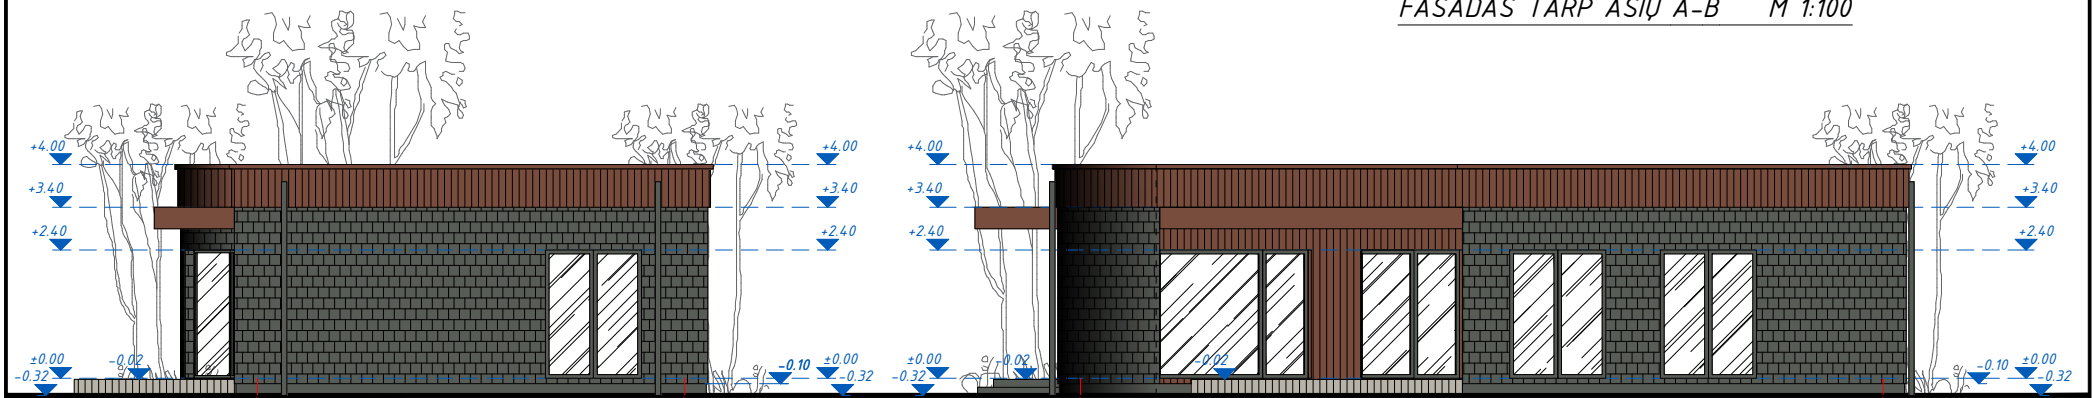 FASADAS TARP AŠIŲ A-B M 1:100
+4.00 +4.00 +4.00 +4.00
+3.40 +3.40 +3.40 +3.40
+2.40 +2.40 +2.40 +2.40
±0.00 -0.02 -0.10 ±0.00 ±0.00 -0.02 -0.02 -0.10 ±0.00
-0.32 -0.32 -0.32 -0.32